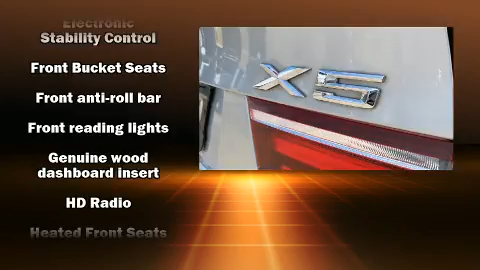 Electronic
Stability Control
Front Bucket Seats
Front anti-roll bar
Front reading lights
Genuine wood
dashboard insert
HD Radio
Heated Front Seats
X5